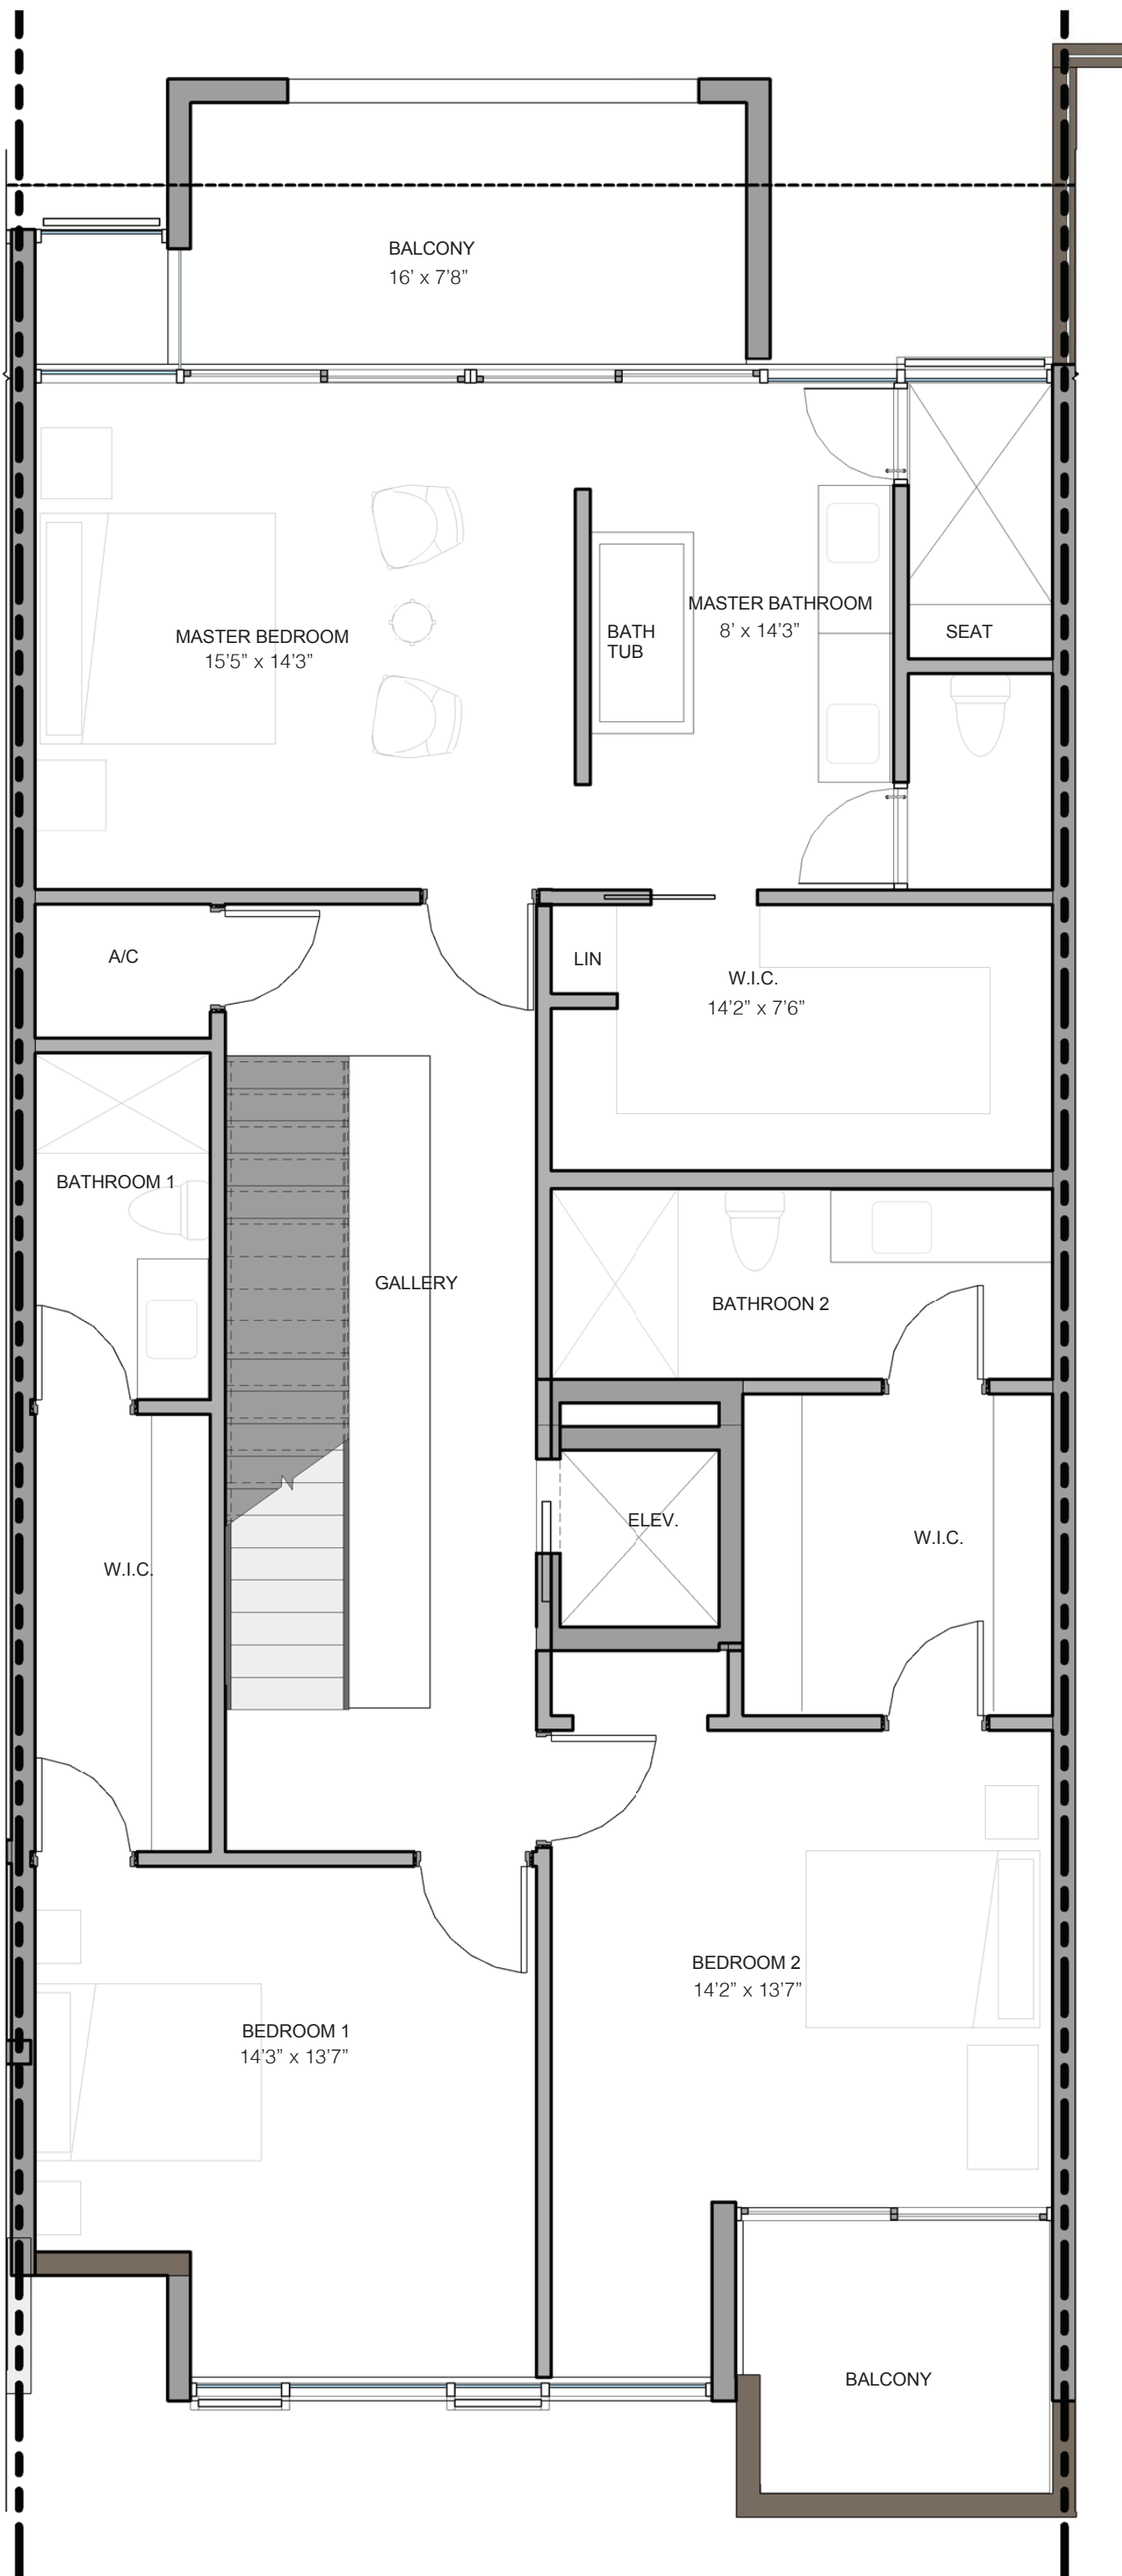 BALCONY
16’ x 7’8”
MASTER BEDROOM
15’5” x 14’3”
BATH
TUB
MASTER BATHROOM
8’ x 14’3”
SEAT
A/C
LIN
W.I.C.
14’2” x 7’6”
BATHROOM 1
GALLERY
BATHROON 2
ELEV.
W.I.C.
W.I.C.
BEDROOM 2
14’2” x 13’7”
BEDROOM 1
14’3” x 13’7”
BALCONY